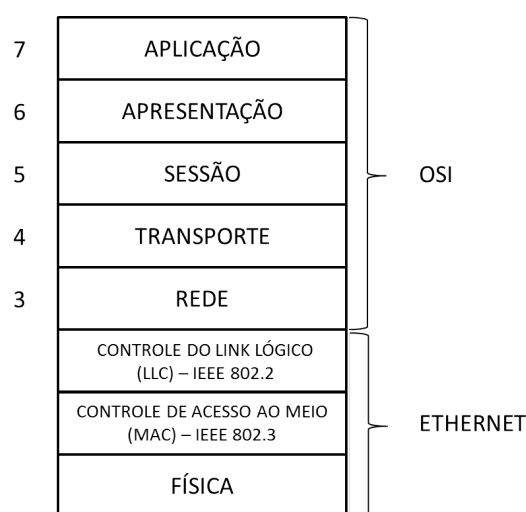 7 APLICAÇÃO
6 APRESENTAÇÃO
5 SESSÃO OSI
4 TRANSPORTE
3 REDE
CONTROLE DO LINK LÓGICO
(LLC) – IEEE 802.2
CONTROLE DE ACESSO AO MEIO
(MAC) – IEEE 802.3
ETHERNET
FÍSICA